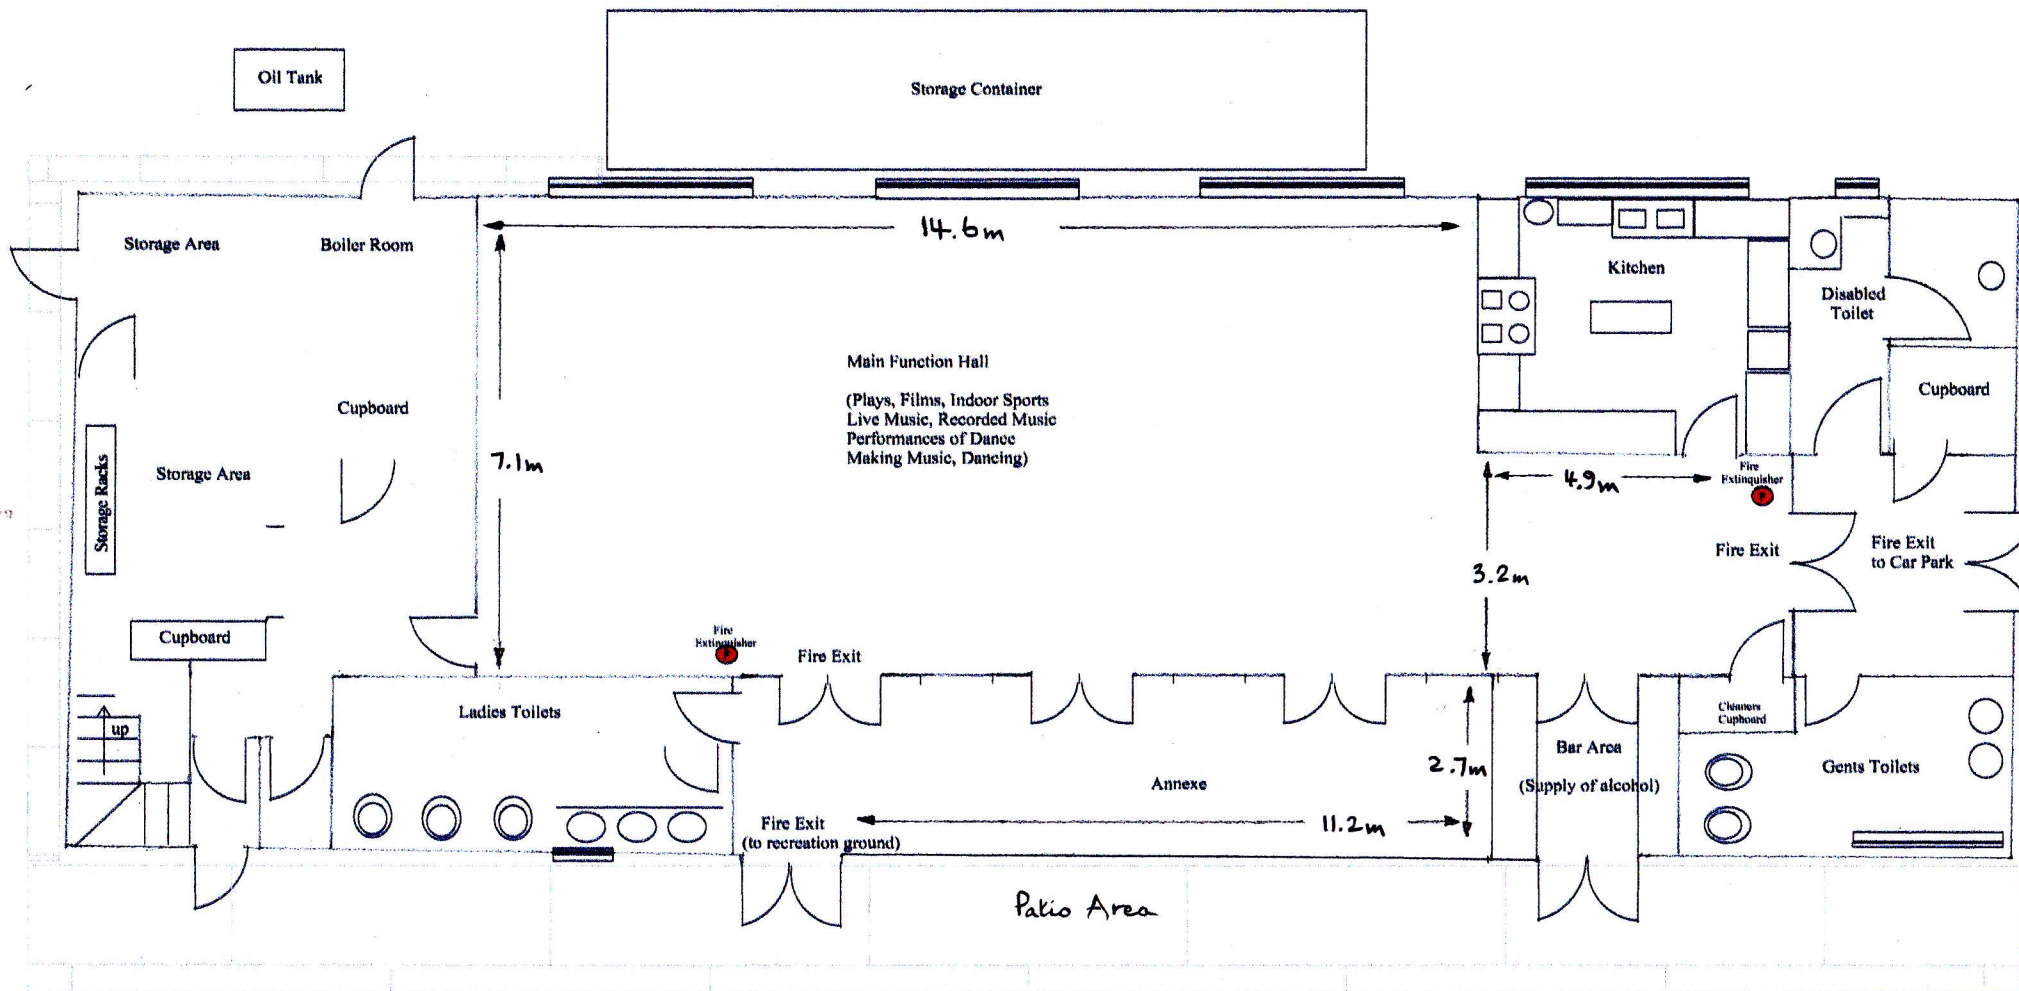 Oil Tank
Storage Container
14.6m
Storage Area
Boiler Room
Kitchen
Disabled
Toilet
Main Function Hall
(Plays, Films, Indoor Sports
Live Music, Recorded Music
Performances of Dance
Making Music, Dancing)
Cupboard
Cupboard
7.1m
Storage Area
Storage Racks
4.9m
Fire
Extinquisher
F
Fire Exit
Fire Exit
to Car Park
3.2m
Cupboard
Fire
Extinquisher
F
Fire Exit
Ladies Toilets
up
Cleaners
Cuphoard
Bar Area
(Supply of alcohol)
2.7m
Gents Toilets
Annexe
Fire Exit
(to recreation ground)
11.2m
Patio Area